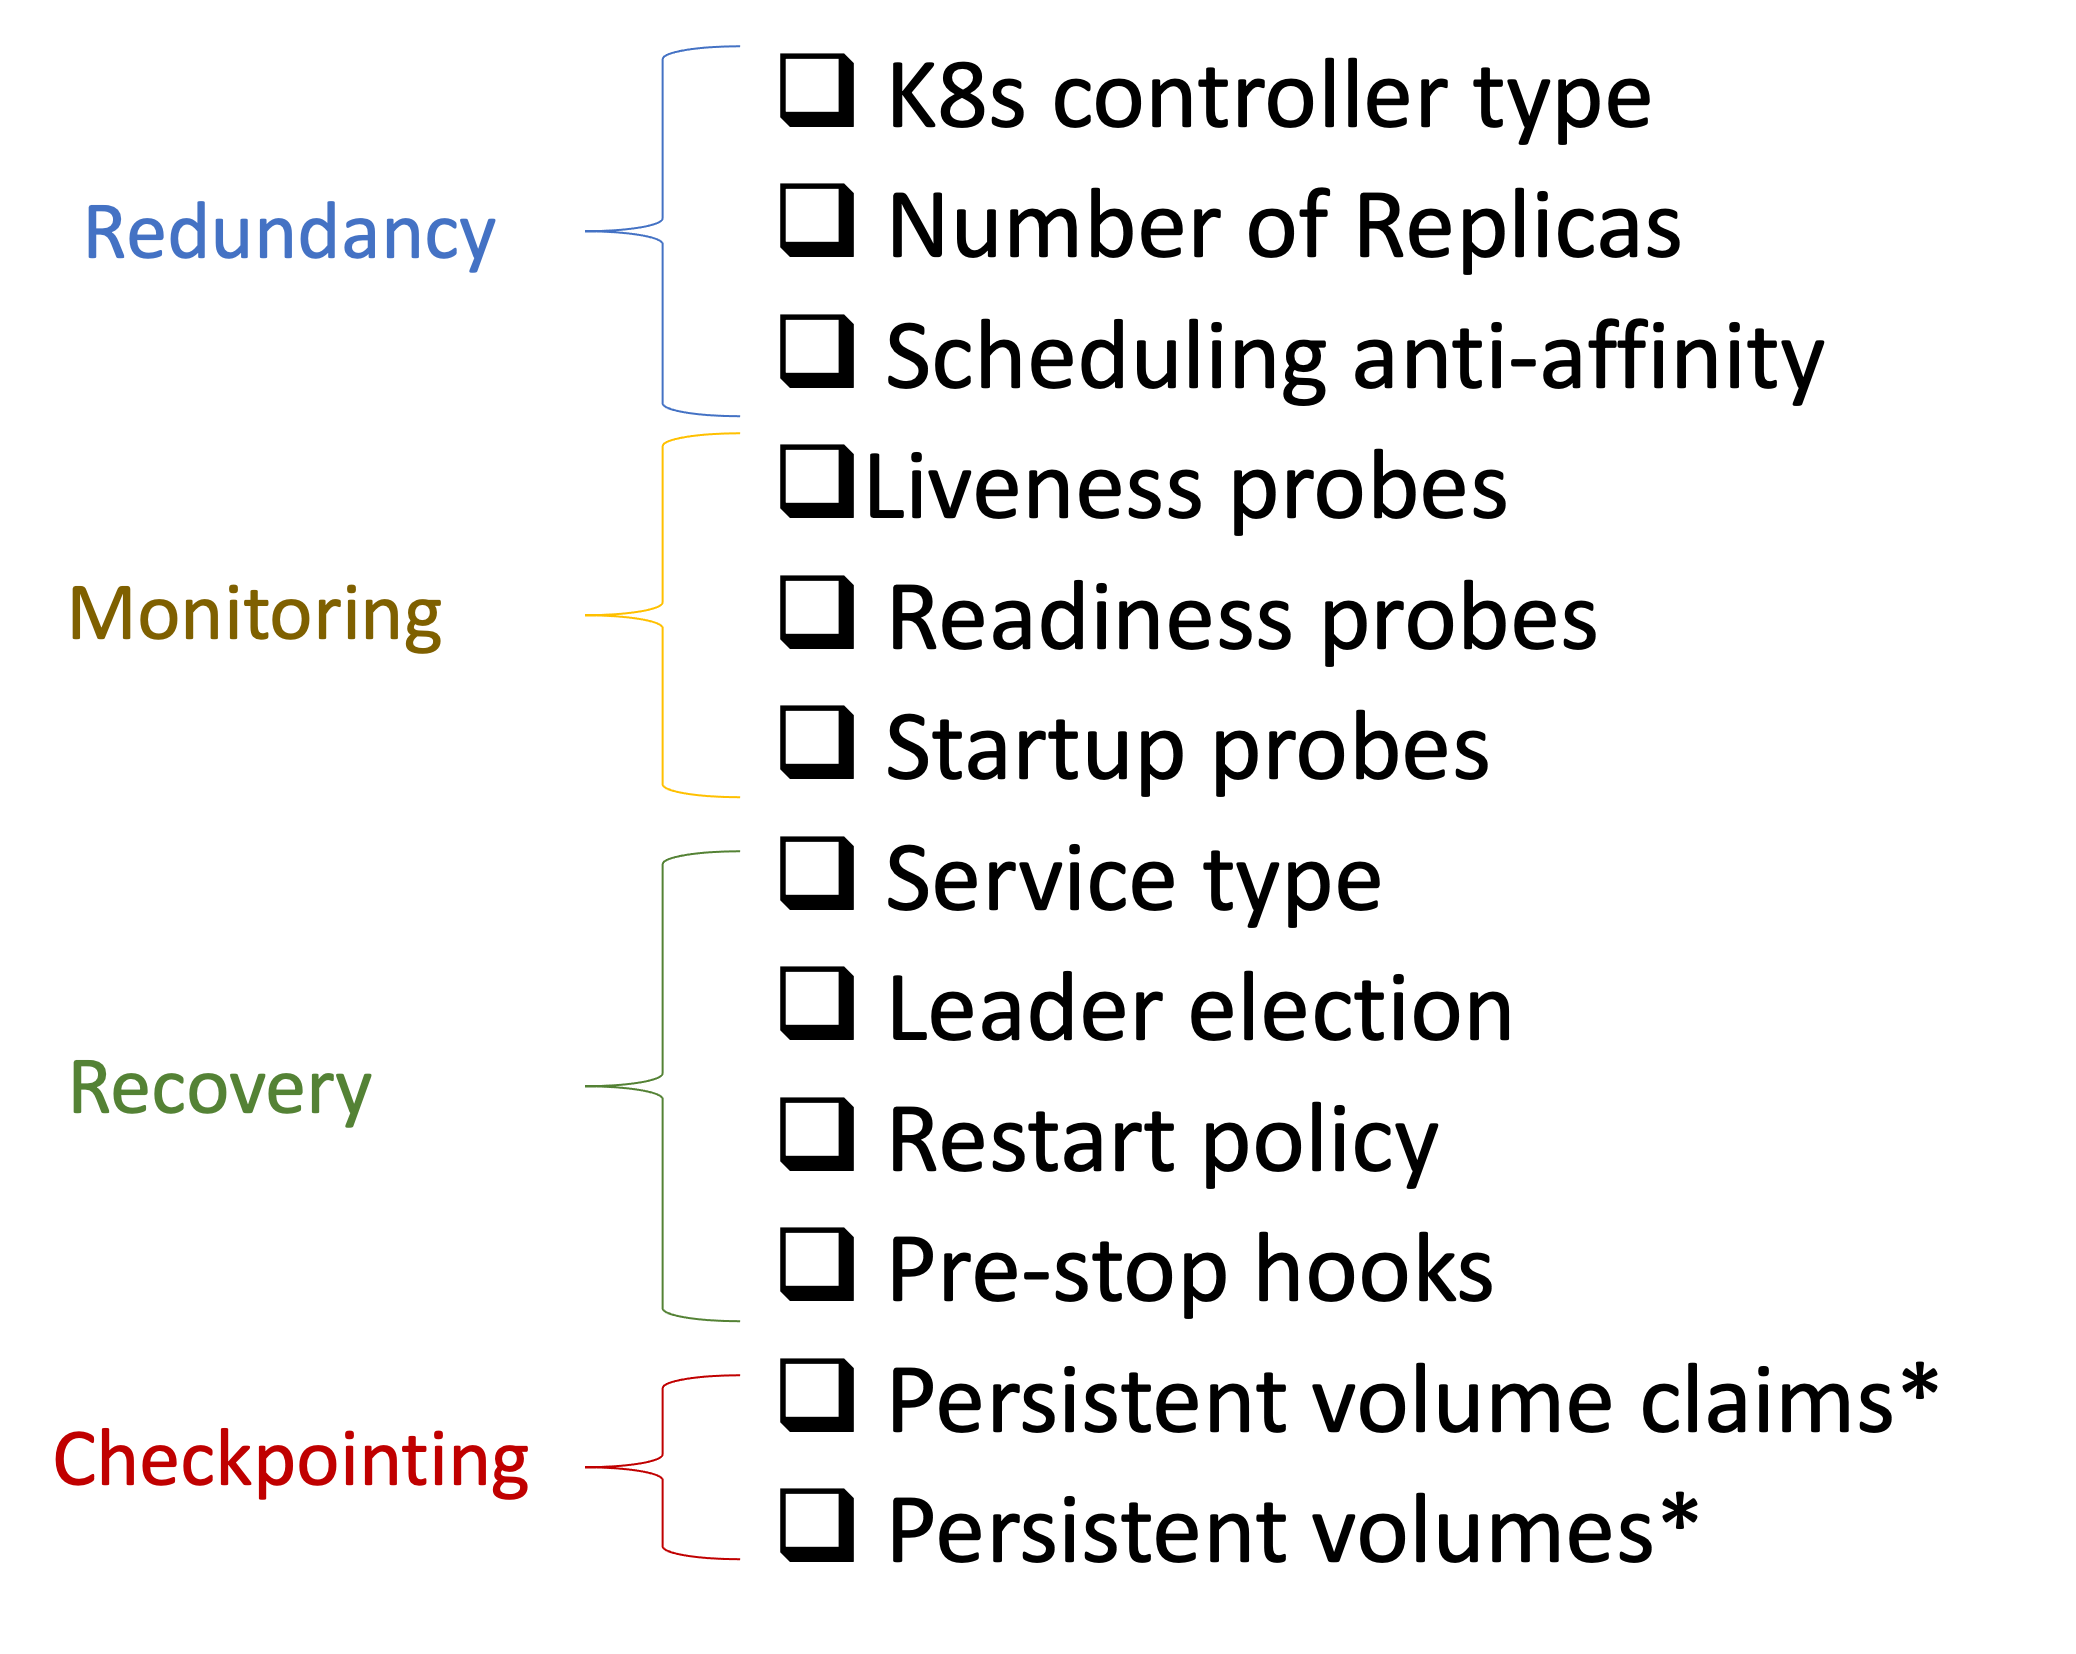 Redundancy
K8s controller type
Number of Replicas
Scheduling anti-affinity
Monitoring
Liveness probes
Readiness probes
Startup probes
Recovery
Service type
Leader election
Restart policy
Pre-stop hooks
Checkpointing
Persistent volume claims*
Persistent volumes*